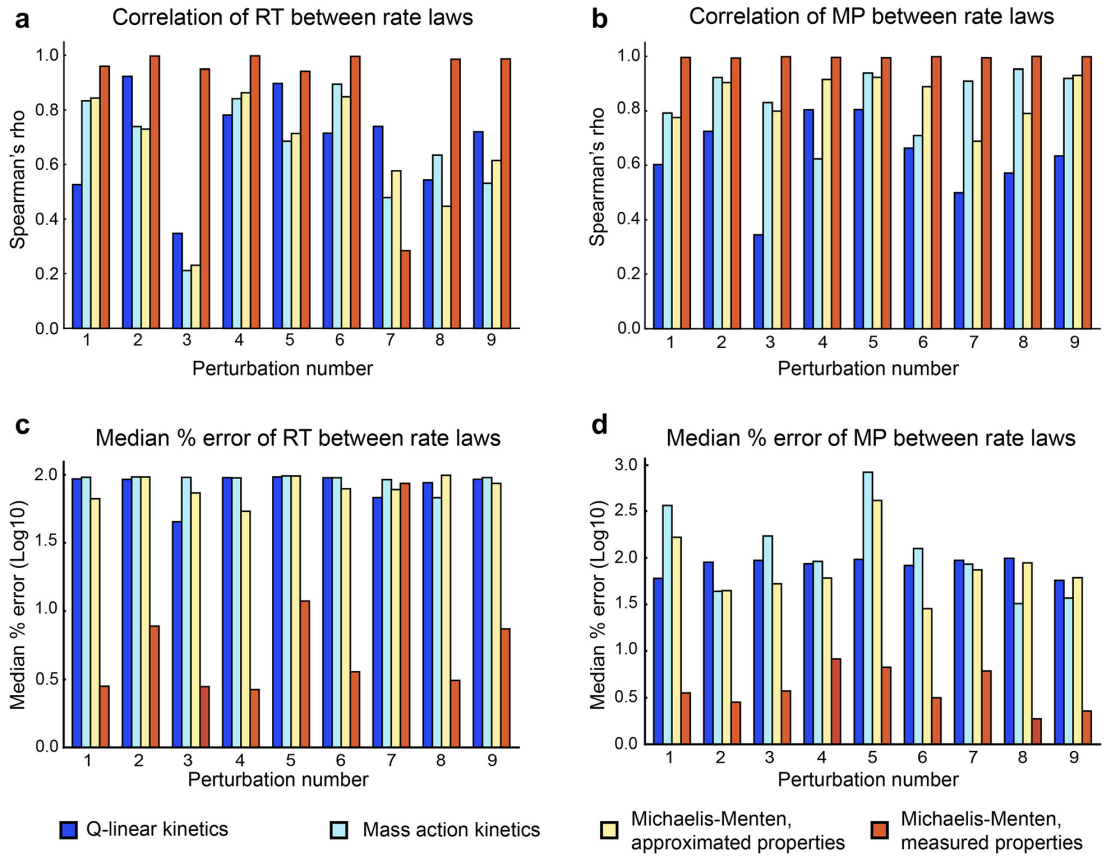 a
Correlation of RT between rate laws
Spearman's rho
1.0
0.8
0.6
0.4
0.2
0.0
1 2 3 4 5 6 7 8 9
Perturbation number
b
Correlation of MP between rate laws
Spearman's rho
1.0
0.8
0.6
0.4
0.2
0.0
1 2 3 4 5 6 7 8 9
Perturbation number
c
Median % error of RT between rate laws
Median % error (Log10)
2.0
1.5
1.0
0.5
0.0
1 2 3 4 5 6 7 8 9
Perturbation number
d
Median % error of MP between rate laws
Median % error (Log10)
3.0
2.5
2.0
1.5
1.0
0.5
0.0
1 2 3 4 5 6 7 8 9
Perturbation number
Q-linear kinetics
Mass action kinetics
Michaelis-Menten,
approximated properties
Michaelis-Menten,
measured properties